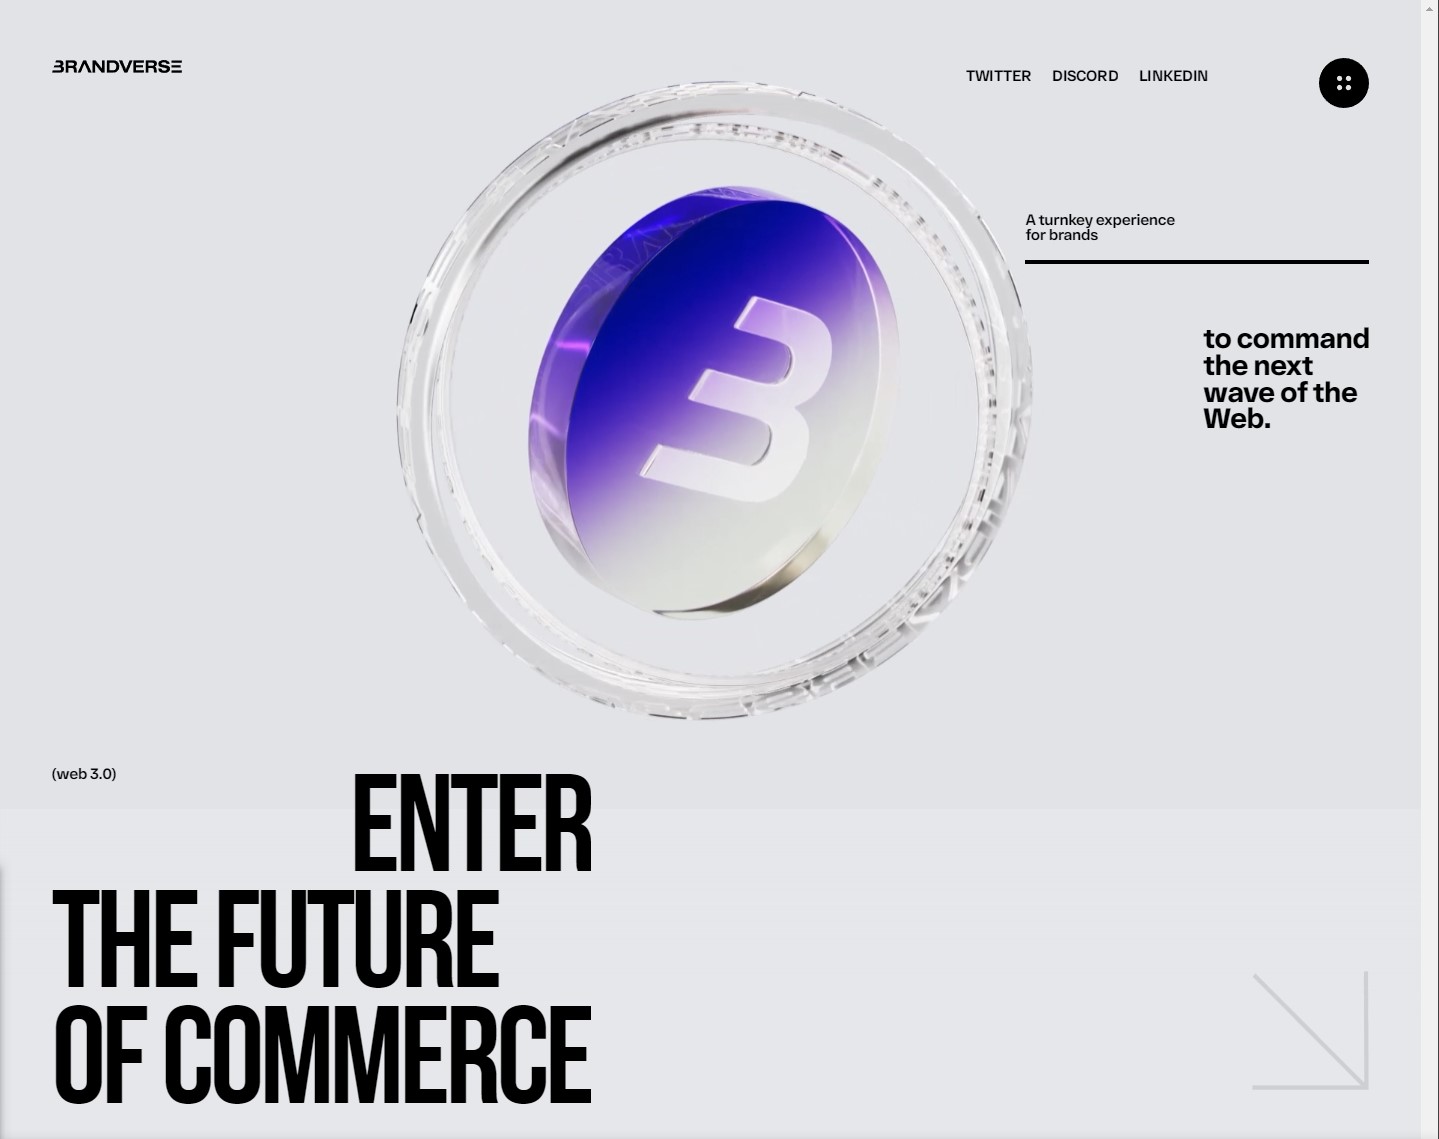 BRANDVERSE
TWITTER DISCORD LINKEDIN
A turnkey experience
for brands
to command
the next
wave of the
Web.
(web 3.0)
ENTER
THE FUTURE
OF COMMERCE